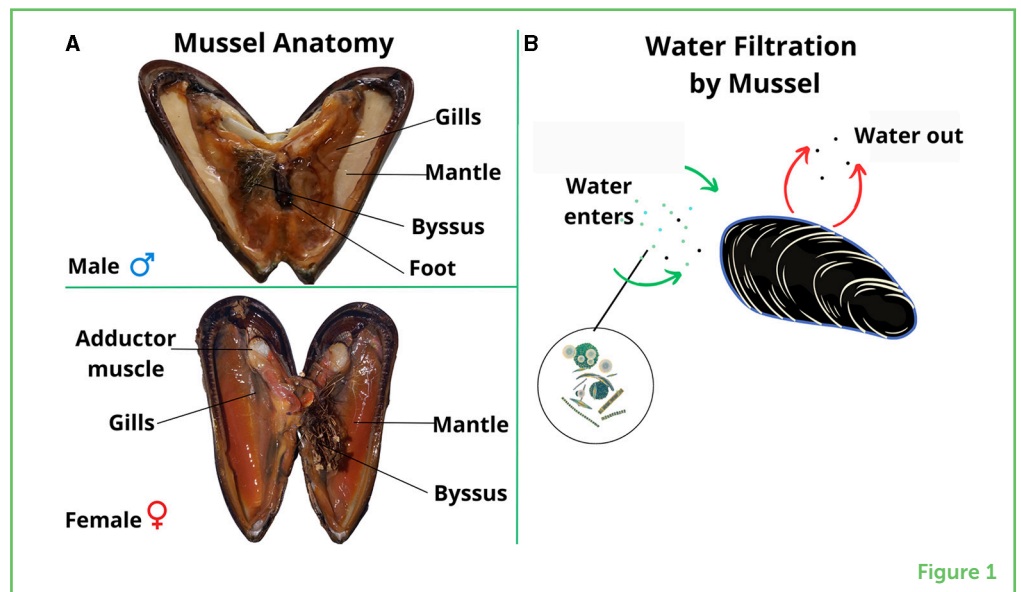 A
Mussel Anatomy
Gills
Mantle
Byssus
Foot
Male ♂
Adductor
muscle
Gills
Mantle
Byssus
Female ♀
B
Water Filtration
by Mussel
Water out
Water
enters
Figure 1